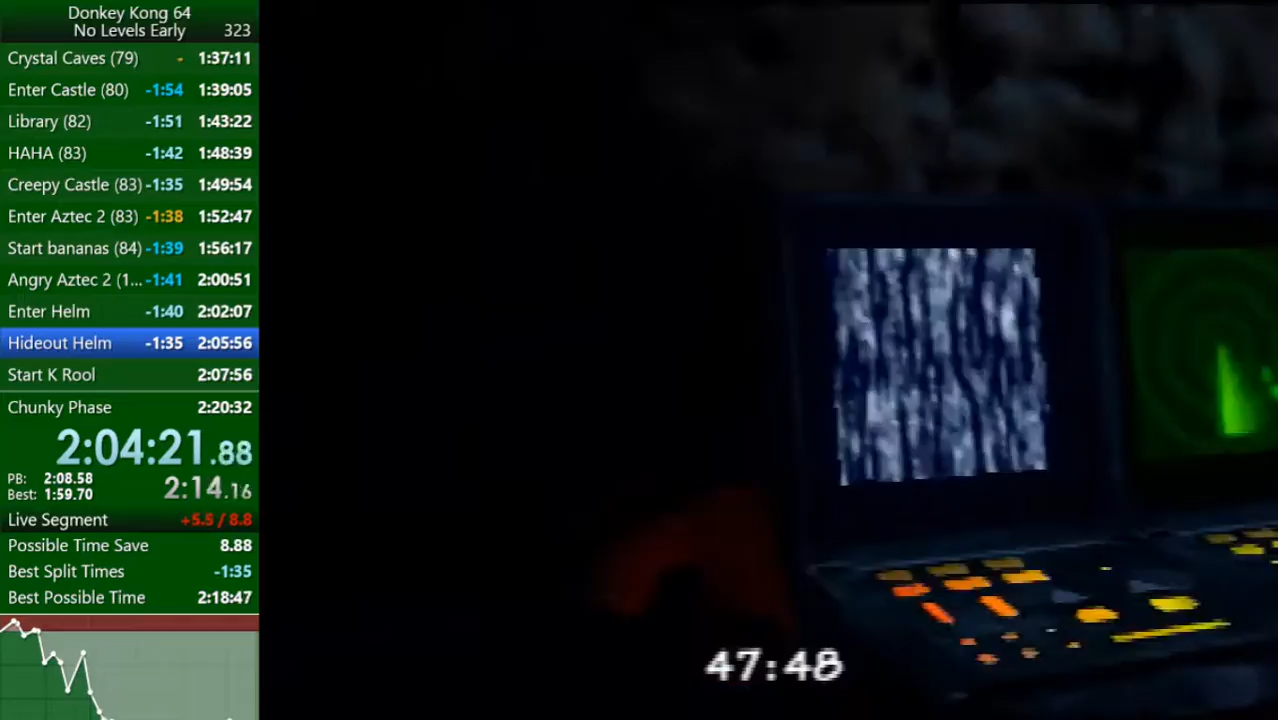 Donkey Kong 64
No Levels Early 323
Crystal Caves (79) - 1:37:11
Enter Castle (80) -1:54 1:39:05
Library (82) -1:51 1:43:22
HAHA (83) -1:42 1:48:39
Creepy Castle (83) -1:35 1:49:54
Enter Aztec 2 (83) -1:38 1:52:47
Start bananas (84) -1:39 1:56:17
Angry Aztec 2 (1... -1:41 2:00:51
Enter Helm -1:40 2:02:07
Hideout Helm -1:35 2:05:56
Start K Rool 2:07:56
Chunky Phase 2:20:32
2:04:21.88
PB: 2:08.58
Best: 1:59.70 2:14.16
Live Segment +5.5 / 8.8
Possible Time Save 8.88
Best Split Times -1:35
Best Possible Time 2:18:47
47:48